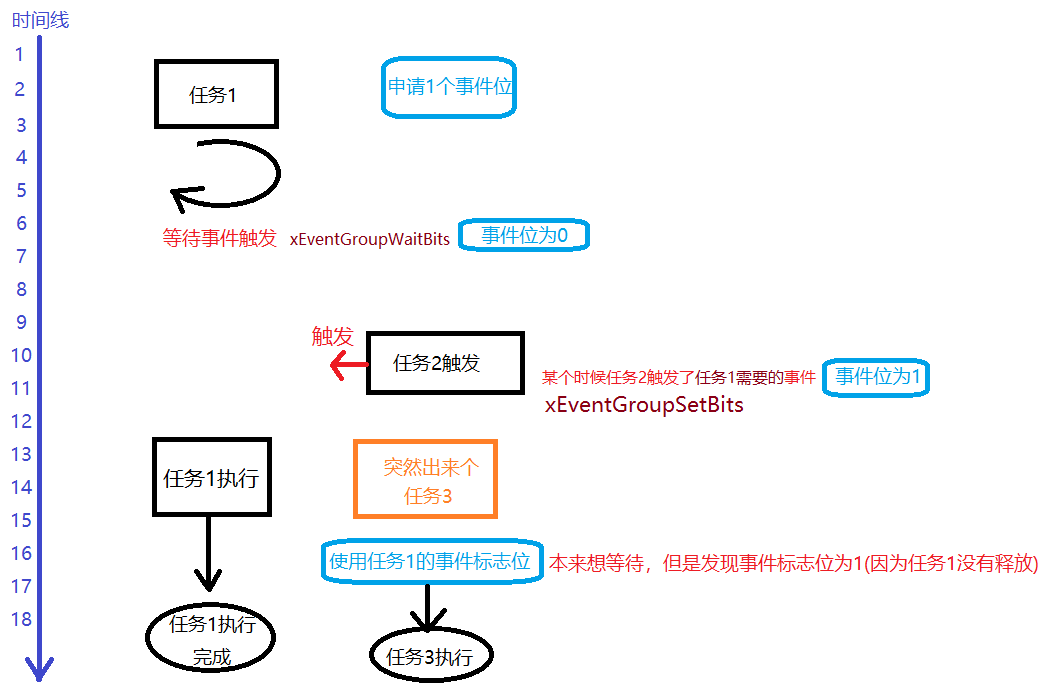 时间线
1
2
3
4
5
6
7
8
9
10
11
12
13
14
15
16
17
18
任务1
申请1个事件位
等待事件触发 xEventGroupWaitBits 事件位为0
触发
任务2触发
某个时候任务2触发了任务1需要的事件 事件位为1
xEventGroupSetBits
任务1执行
突然出来个
任务3
使用任务1的事件标志位 本来想等待，但是发现事件标志位为1(因为任务1没有释放)
任务1执行
完成
任务3执行